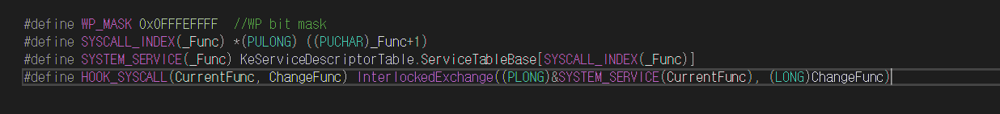 #define WP_MASK 0x0FFFEFFFF  //WP bit mask
#define SYSCALL_INDEX(_Func) *(PULONG) ((PUCHAR)_Func+1)
#define SYSTEM_SERVICE(_Func) KeServiceDescriptorTable.ServiceTableBase[SYSCALL_INDEX(_Func)]
#define HOOK_SYSCALL(CurrentFunc, ChangeFunc) InterlockedExchange((PLONG)&SYSTEM_SERVICE(CurrentFunc), (LONG)ChangeFunc)